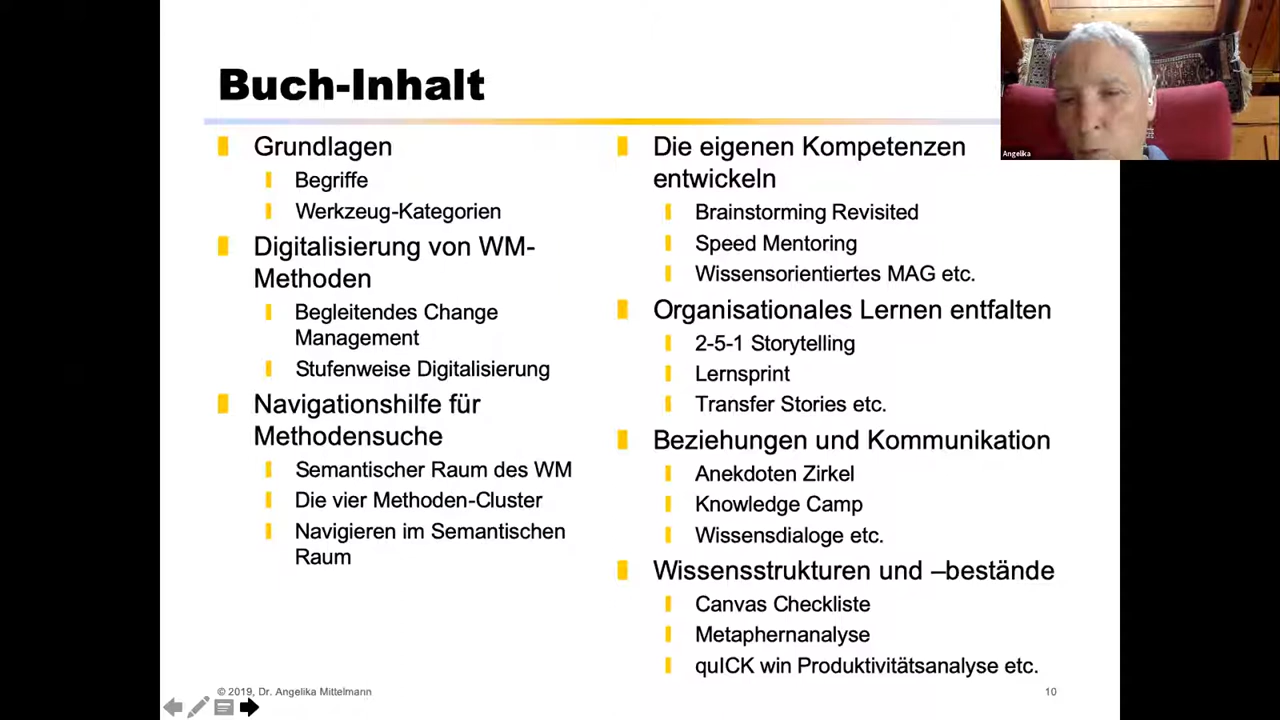 Buch-Inhalt
Grundlagen
Begriffe
Werkzeug-Kategorien
Digitalisierung von WM-
Methoden
Begleitendes Change
Management
Stufenweise Digitalisierung
Navigationshilfe für
Methodensuche
Semantischer Raum des WM
Die vier Methoden-Cluster
Navigieren im Semantischen
Raum
Die eigenen Kompetenzen
entwickeln
Brainstorming Revisited
Speed Mentoring
Wissensorientiertes MAG etc.
Organisationales Lernen entfalten
2-5-1 Storytelling
Lernsprint
Transfer Stories etc.
Beziehungen und Kommunikation
Anekdoten Zirkel
Knowledge Camp
Wissensdialoge etc.
Wissensstrukturen und –bestände
Canvas Checkliste
Metaphernanalyse
quICK win Produktivitätsanalyse etc.
© 2019, Dr. Angelika Mittelmann
10
Angelika